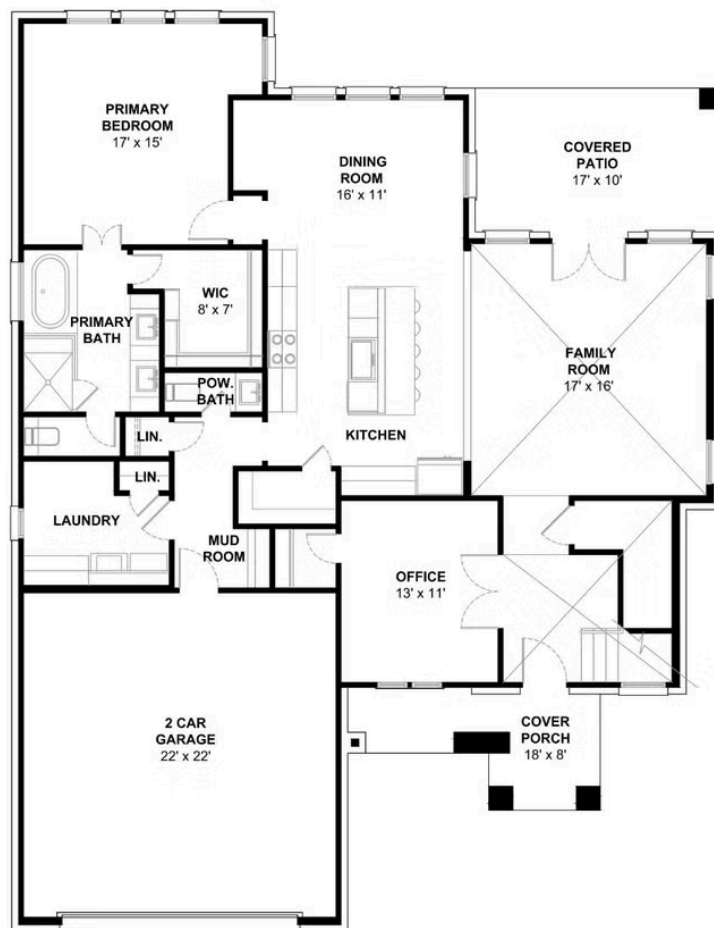 PRIMARY
BEDROOM
17' x 15'
DINING
ROOM
16' x 11'
COVERED
PATIO
17' x 10'
WIC
8' x 7'
PRIMARY
BATH
FAMILY
ROOM
17' x 16'
POW.
BATH
KITCHEN
LIN.
LIN.
LAUNDRY
MUD
ROOM
OFFICE
13' x 11'
2 CAR
GARAGE
22' x 22'
COVER
PORCH
18' x 8'